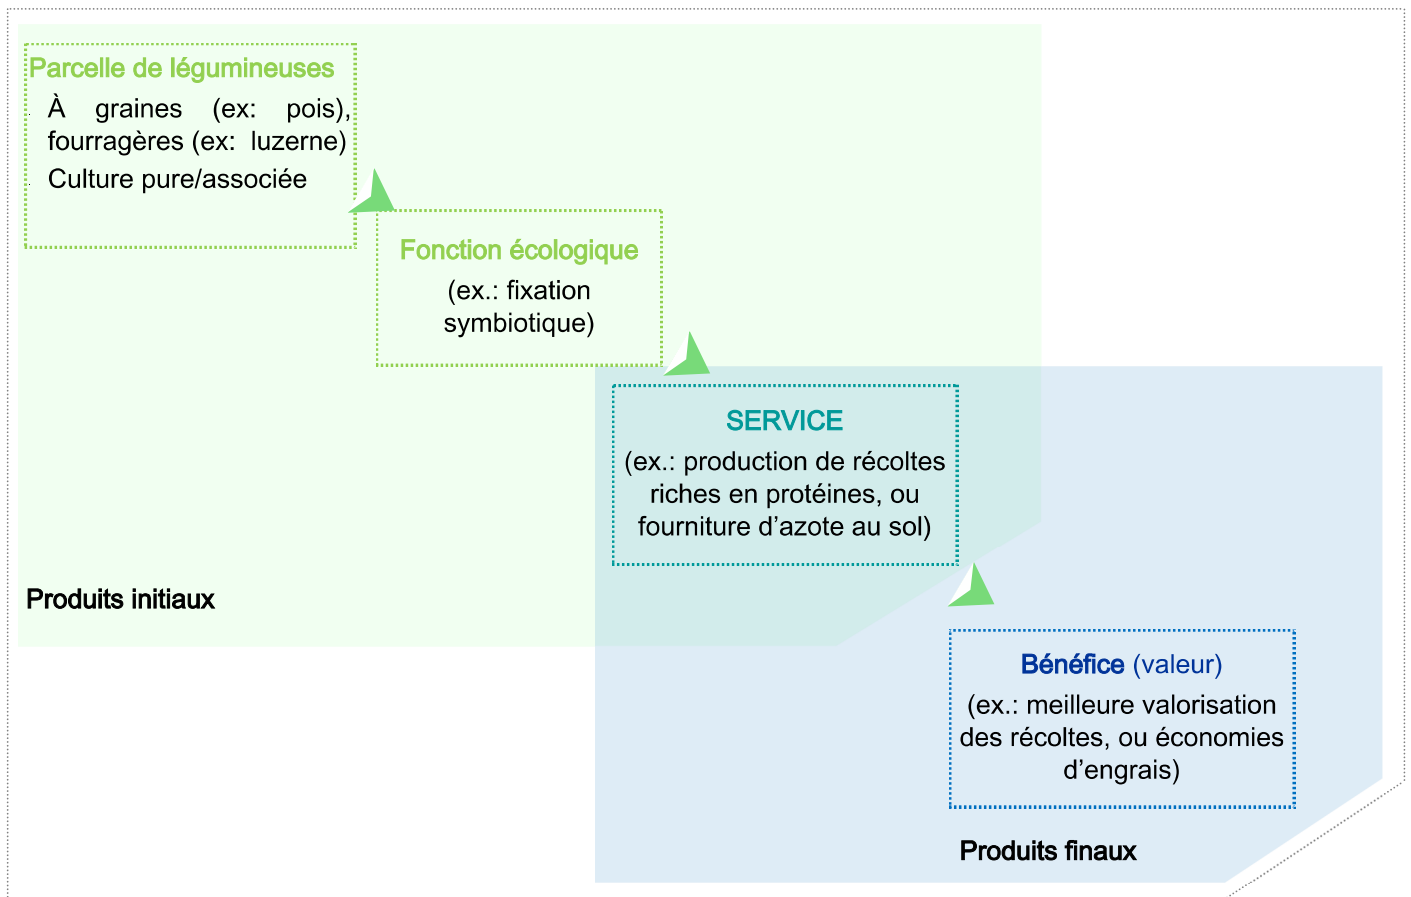 Parcelle de légumineuses
À graines (ex: pois),
fourragères (ex: luzerne)
Culture pure/associée
Fonction écologique
(ex.: fixation
symbiotique)
SERVICE
(ex.: production de récoltes
riches en protéines, ou
fourniture d’azote au sol)
Produits initiaux
Bénéfice (valeur)
(ex.: meilleure valorisation
des récoltes, ou économies
d’engrais)
Produits finaux